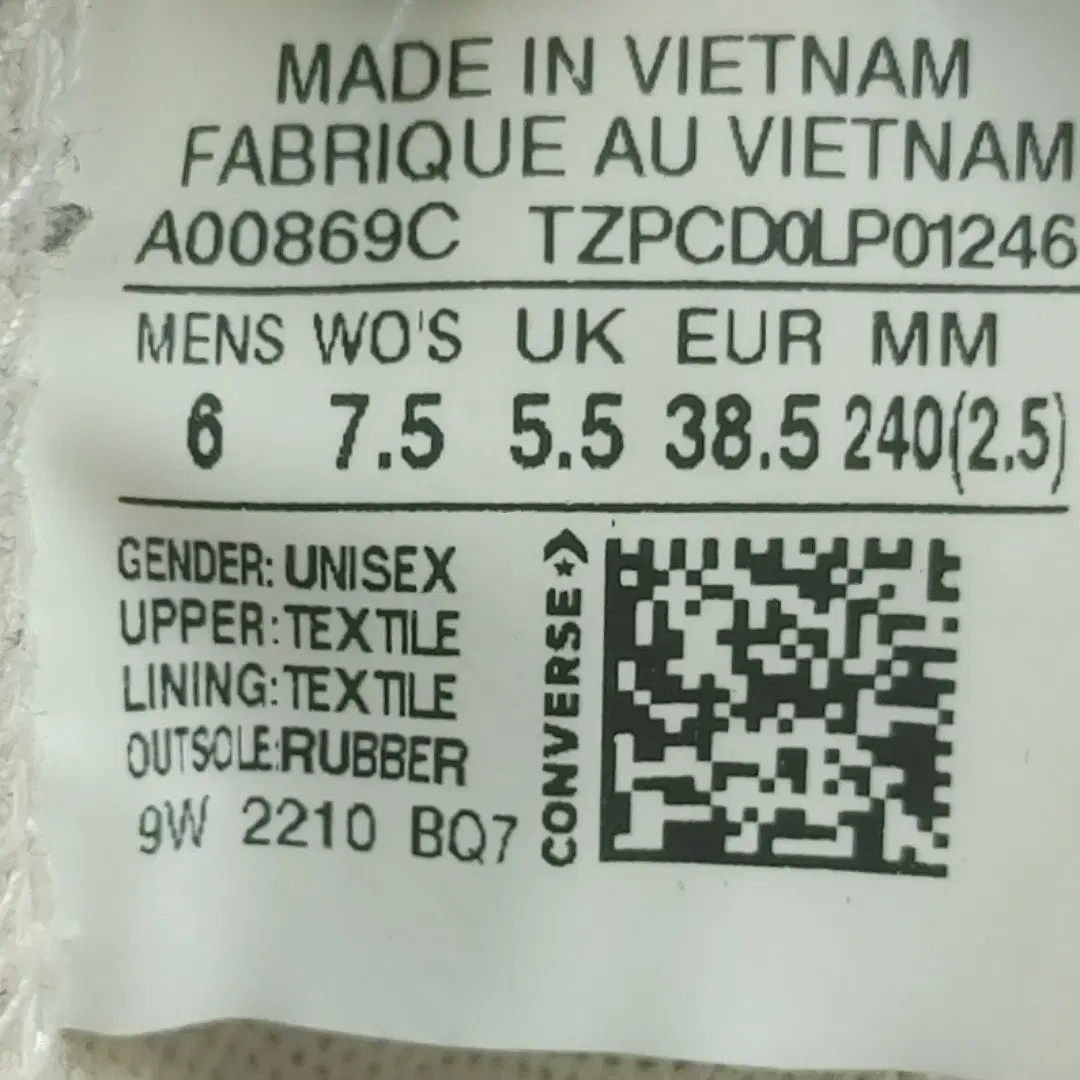 MADE IN VIETNAM
FABRIQUE AU VIETNAM
A00869C TZPCD0LP01246
MENS WO'S UK EUR MM
6 7.5 5.5 38.5 240(2.5)
GENDER: UNISEX
UPPER:TEXTILE
LINING:TEXTILE
OUTSOLE:RUBBER
9W 2210 BQ7
CONVERSE